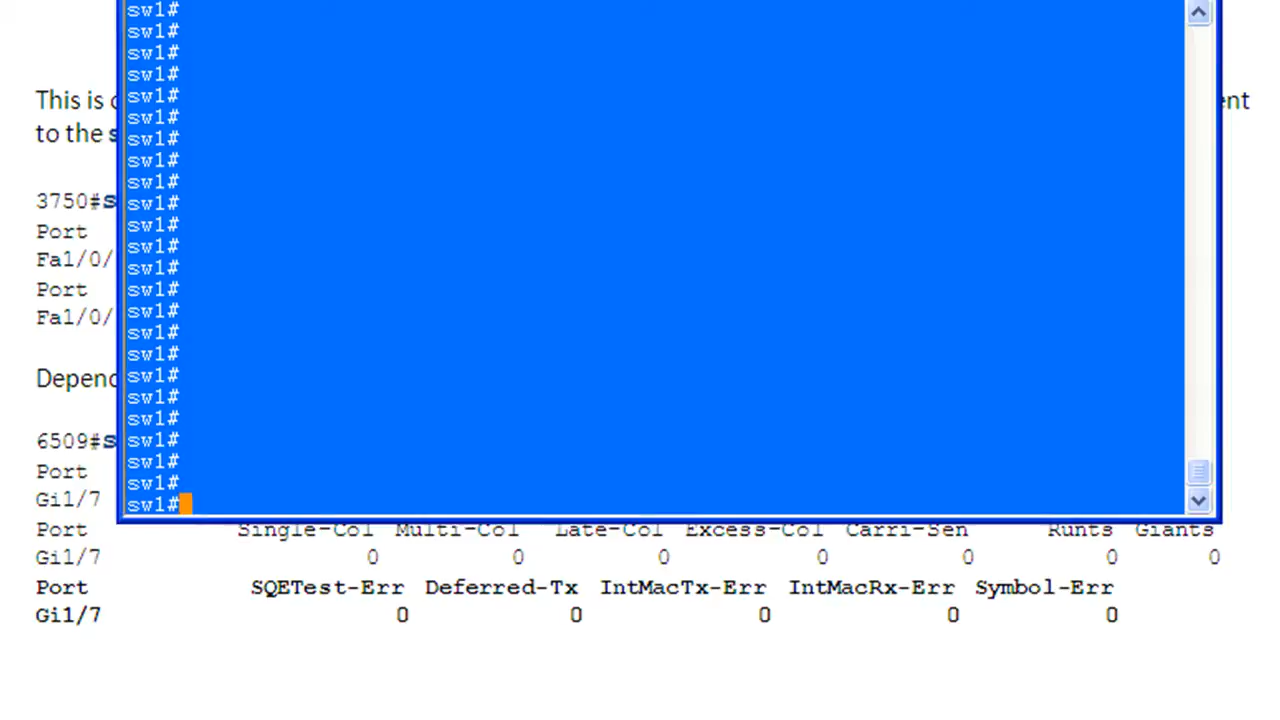 sw1#
sw1#
sw1#
sw1#
This is
sw1#
ent
sw1#
to the
sw1#
sw1#
sw1#
3750#s
sw1#
Port
sw1#
Fa1/0/
sw1#
sw1#
Port
sw1#
Fa1/0/
sw1#
sw1#
sw1#
Depend
sw1#
sw1#
sw1#
6509#s
sw1#
Port
sw1#
Gi1/7
sw1#
sw1#
Port Single-Col Multi-Col Late-Col Excess-Col Carri-Sen Runts Giants
Gi1/7 0 0 0 0 0 0 0
Port SQETest-Err Deferred-Tx IntMacTx-Err IntMacRx-Err Symbol-Err
Gi1/7 0 0 0 0 0